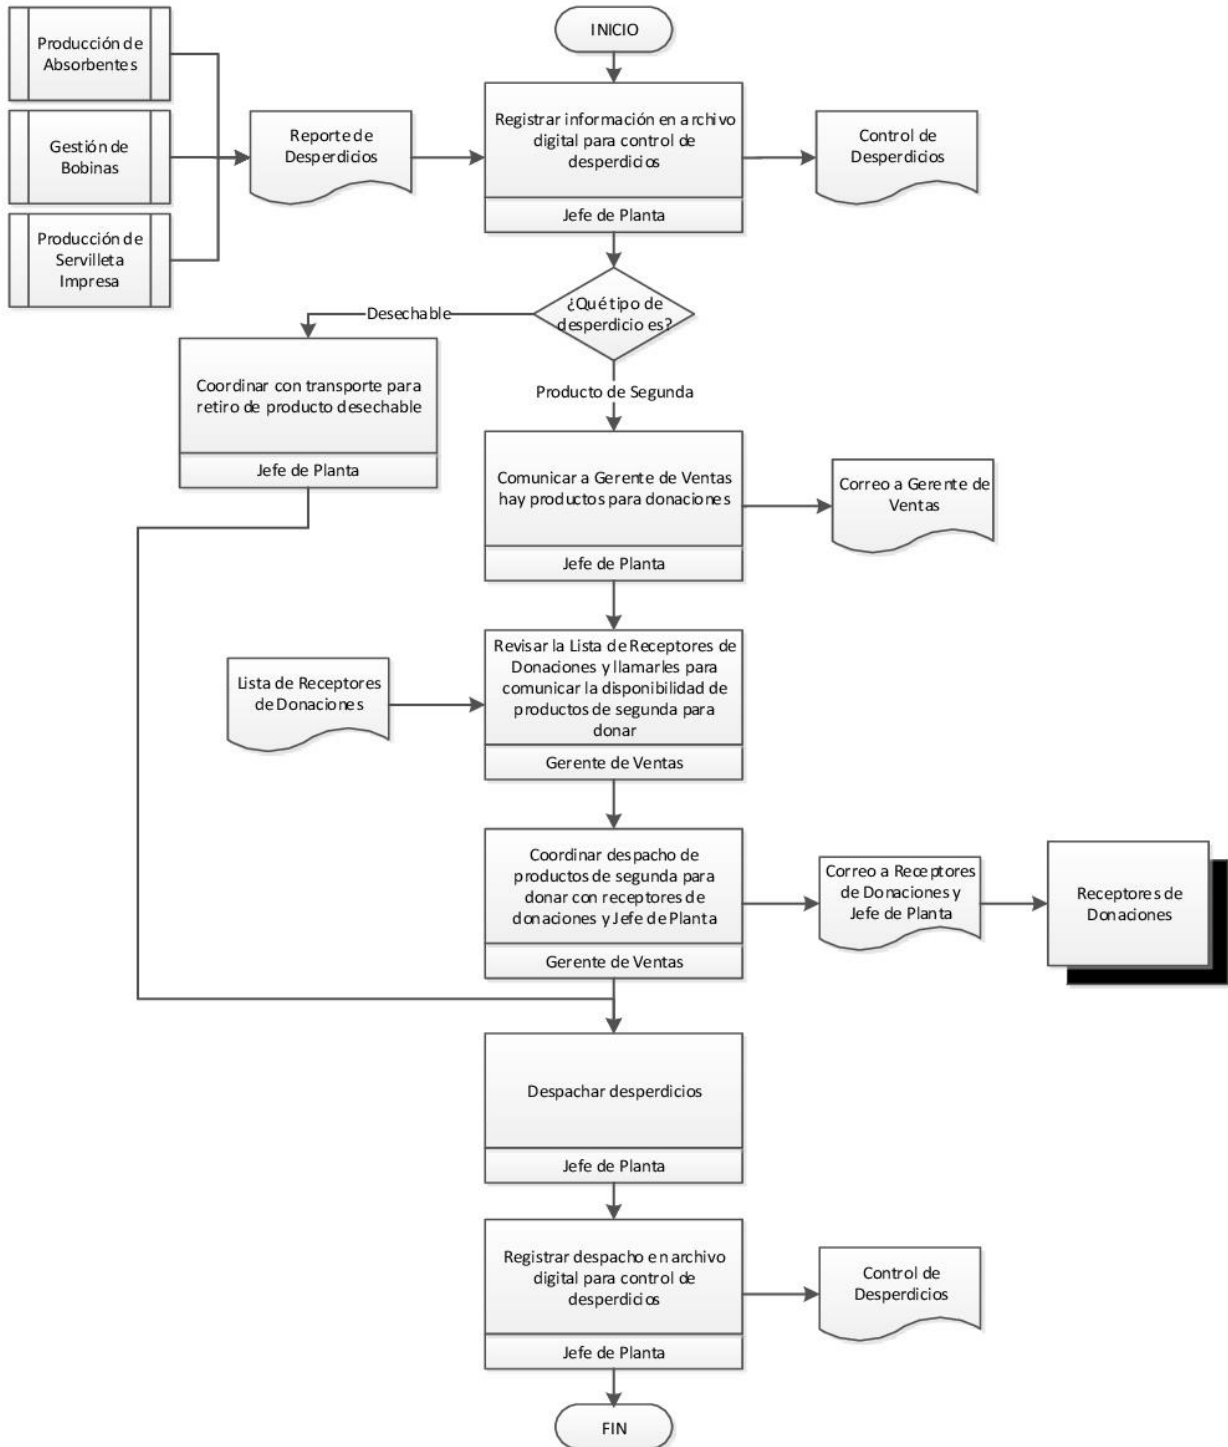 INICIO
Producción de
Absorbentes
Gestión de
Bobinas
Producción de
Servilleta
Impresa
Reporte de
Desperdicios
Registrar información en archivo
digital para control de
desperdicios
Jefe de Planta
Control de
Desperdicios
¿Qué tipo de
desperdicio es?
Desechable
Coordinar con transporte para
retiro de producto desechable
Jefe de Planta
Producto de Segunda
Comunicar a Gerente de Ventas
hay productos para donaciones
Jefe de Planta
Correo a Gerente de
Ventas
Lista de Receptores
de Donaciones
Revisar la Lista de Receptores de
Donaciones y llamarles para
comunicar la disponibilidad de
productos de segunda para
donar
Gerente de Ventas
Coordinar despacho de
productos de segunda para
donar con receptores de
donaciones y Jefe de Planta
Gerente de Ventas
Correo a Receptores
de Donaciones y
Jefe de Planta
Receptores de
Donaciones
Despachar desperdicios
Jefe de Planta
Registrar despacho en archivo
digital para control de
desperdicios
Jefe de Planta
Control de
Desperdicios
FIN